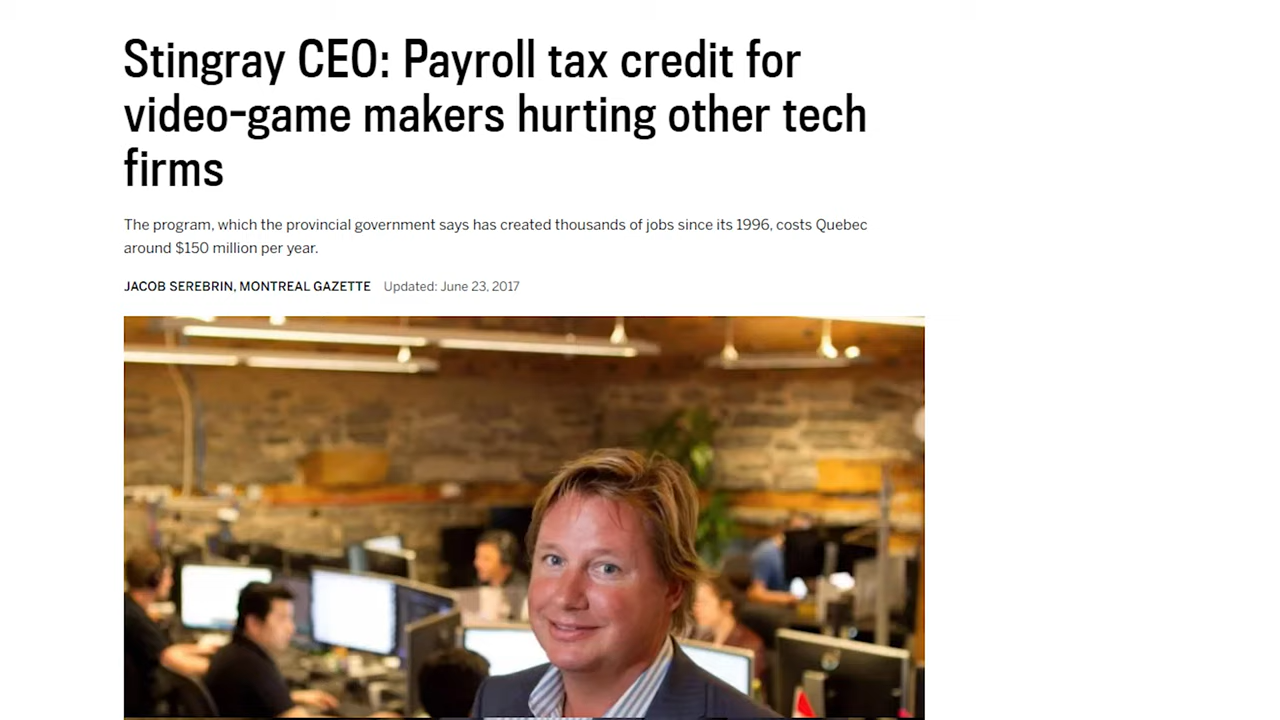 Stingray CEO: Payroll tax credit for
video-game makers hurting other tech
firms
The program, which the provincial government says has created thousands of jobs since its 1996, costs Quebec
around $150 million per year.
JACOB SEREBRIN, MONTREAL GAZETTE Updated: June 23, 2017